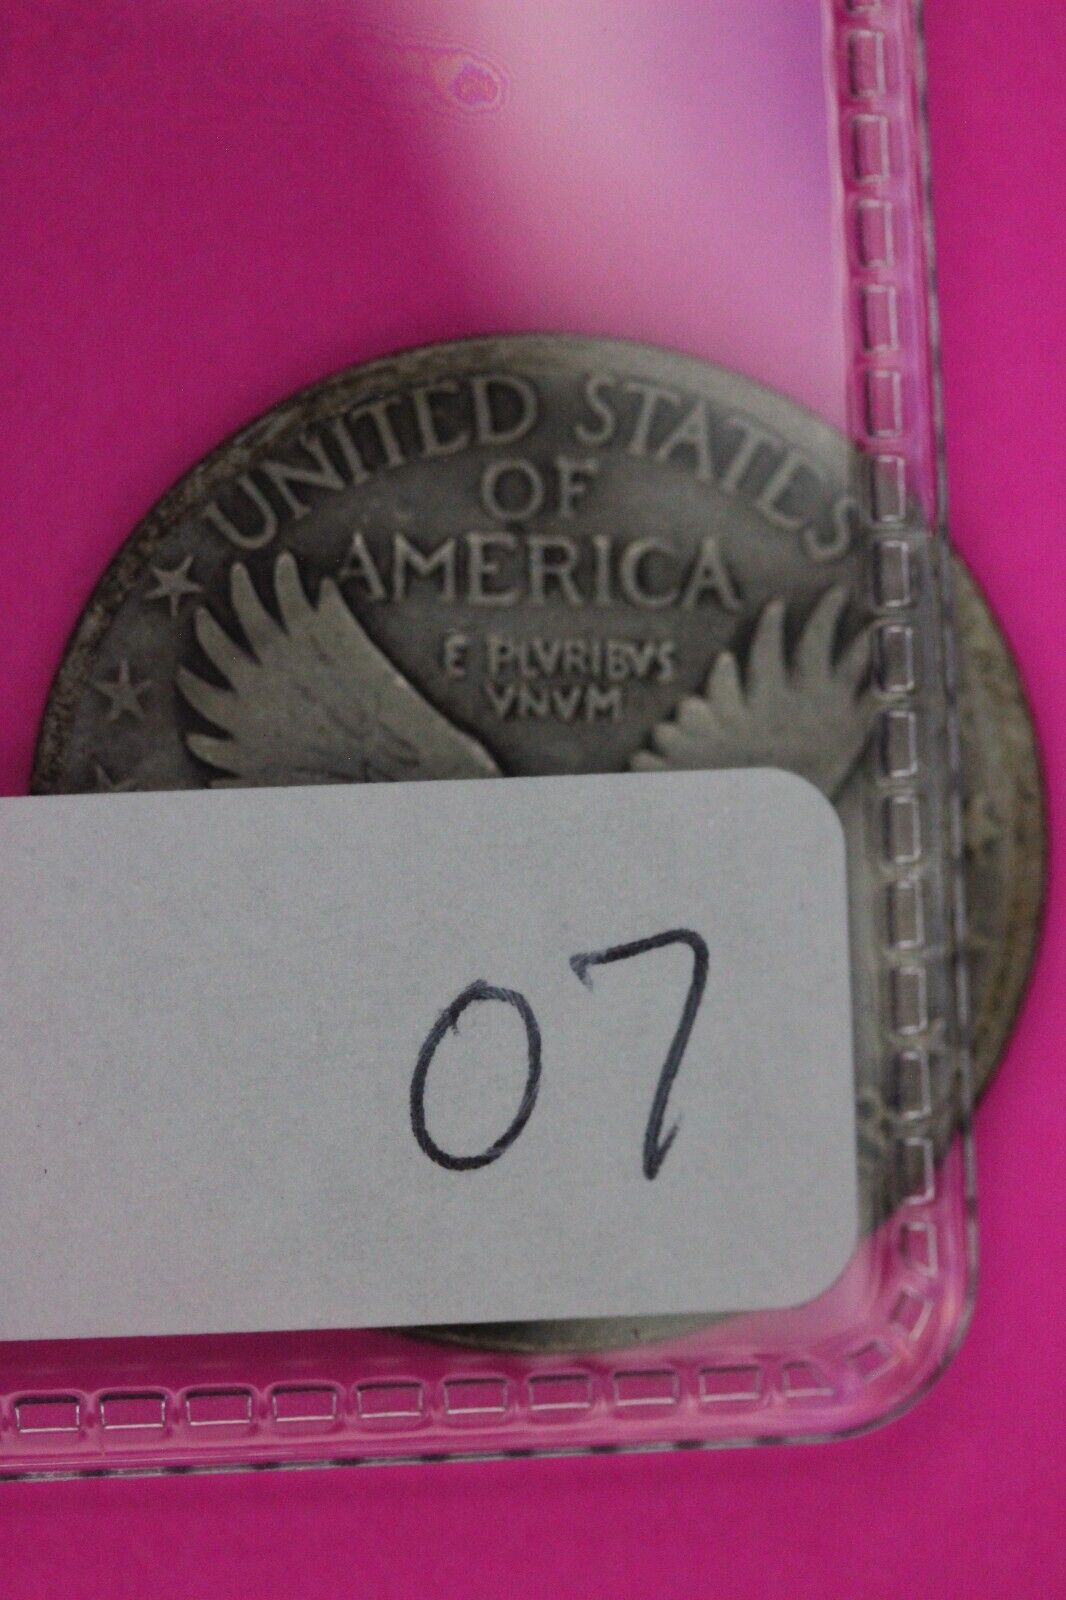 UNITED STATES
OF
AMERICA
E PLVRIBVS
VNVM
07